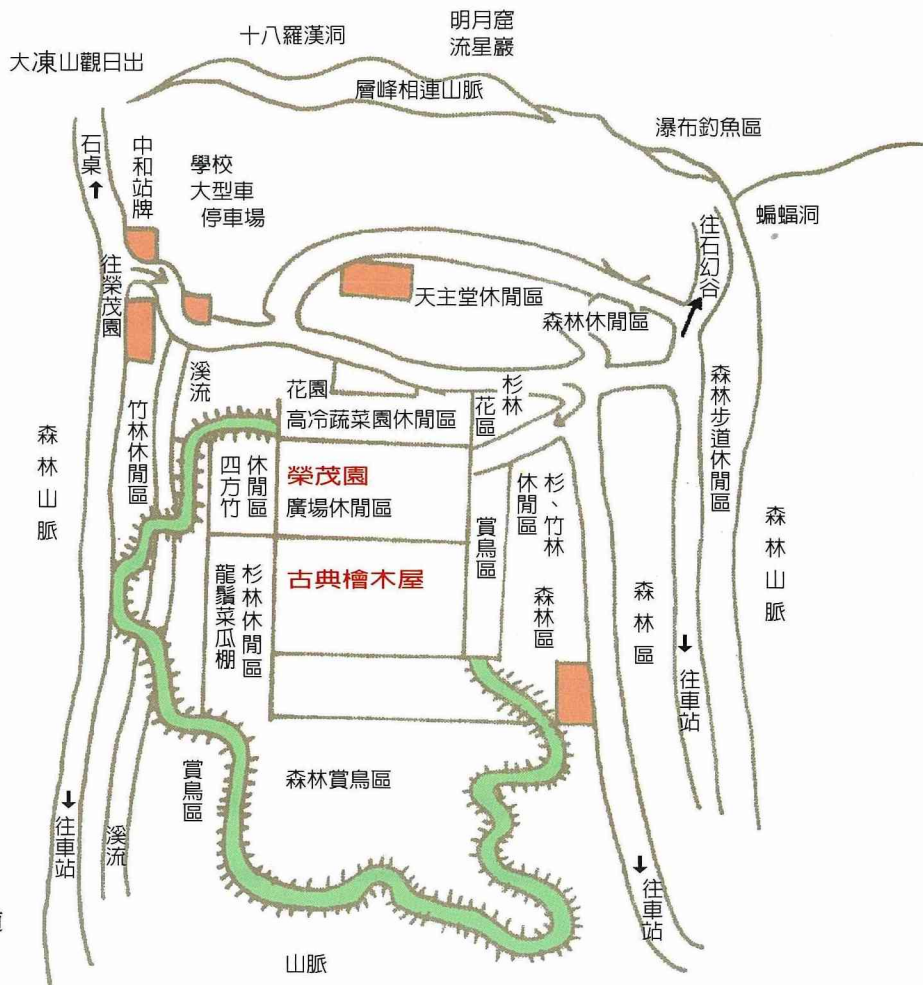 明月窟
流星巖
十八羅漢洞
大凍山觀日出
層峰相連山脈
瀑布釣魚區
蝙蝠洞
石桌
中和站牌
學校
大型車
停車場
往榮茂園
往石幻谷
天主堂休閒區
森林休閒區
溪流
竹林休閒區
花園
高冷蔬菜園休閒區
杉林
花區
森林步道休閒區
森林山脈
四方竹
休閒區
榮茂園
廣場休閒區
賞鳥區
杉、竹林
休閒區
森林山脈
古典檜木屋
杉林休閒區
龍鬚菜瓜棚
森林區
森林區
往車站
賞鳥區
森林賞鳥區
往車站
溪流
往車站
山脈